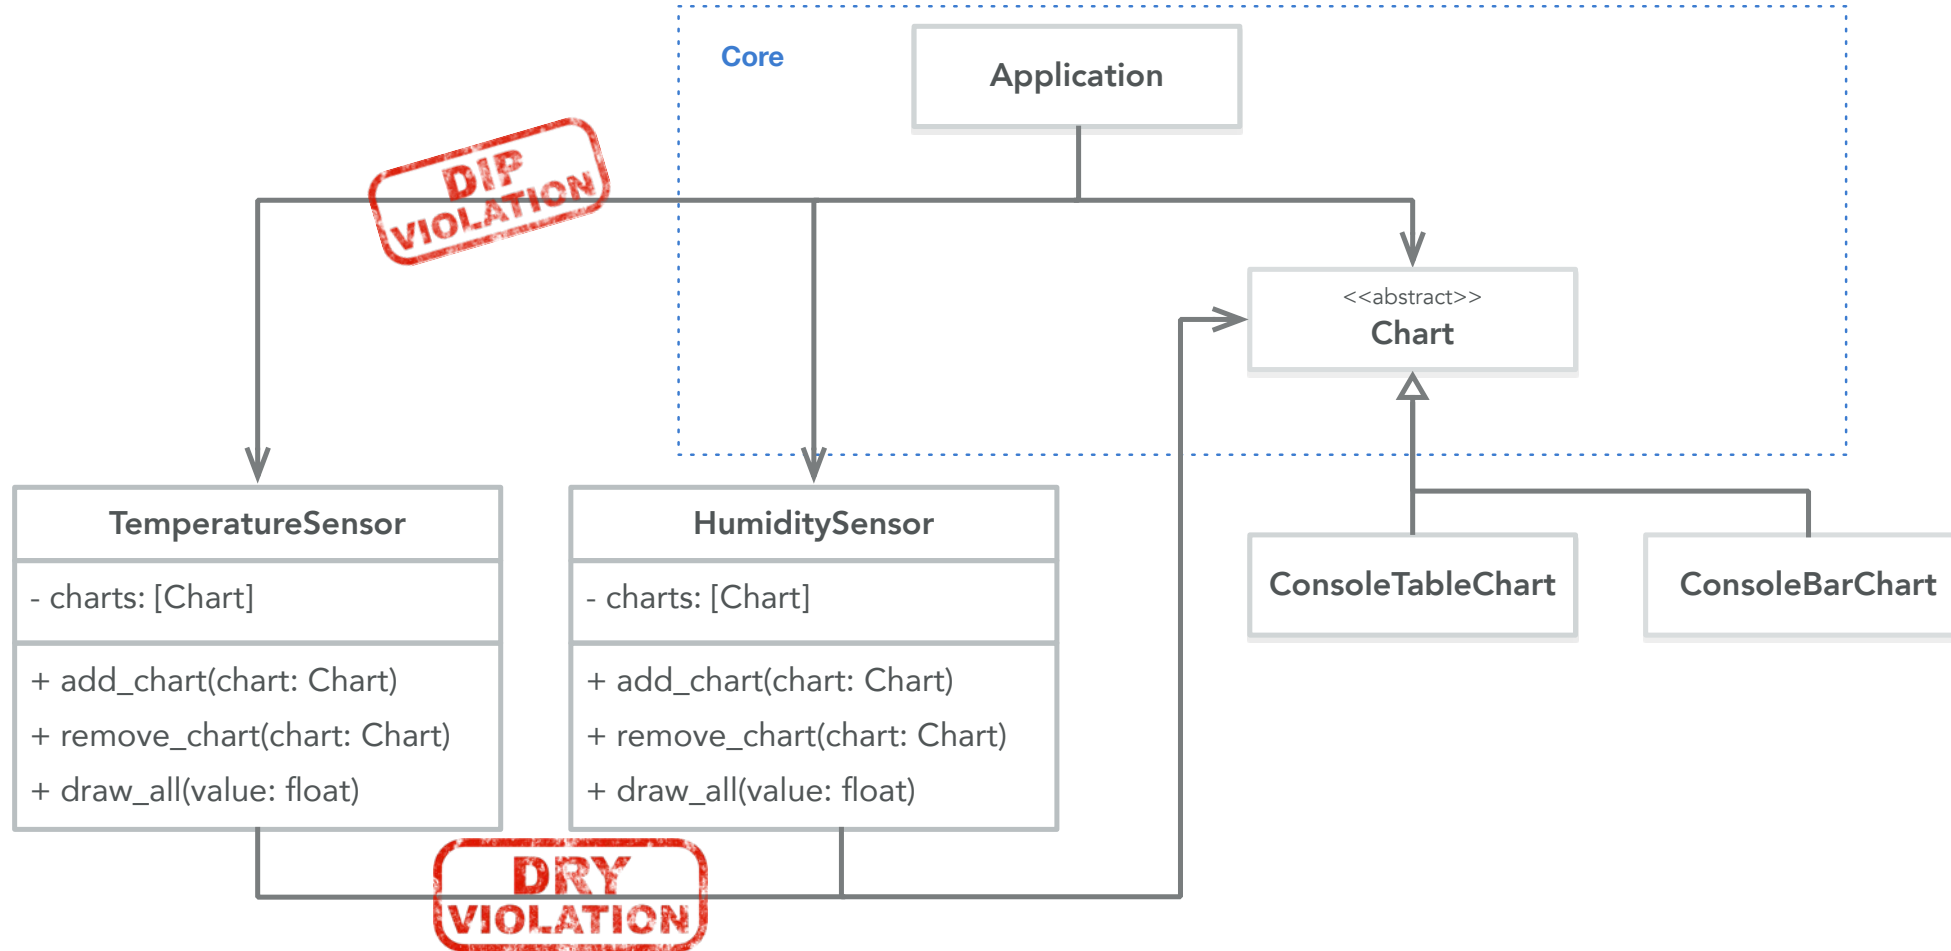 Core
Application
DIP
VIOLATION
<<abstract>>
Chart
TemperatureSensor
- charts: [Chart]
+ add_chart(chart: Chart)
+ remove_chart(chart: Chart)
+ draw_all(value: float)
HumiditySensor
- charts: [Chart]
+ add_chart(chart: Chart)
+ remove_chart(chart: Chart)
+ draw_all(value: float)
ConsoleTableChart
ConsoleBarChart
DRY
VIOLATION